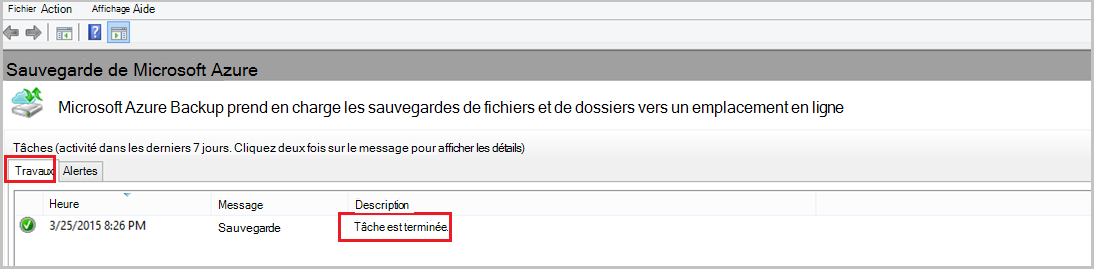 Fichier Action Affichage Aide
Sauvegarde de Microsoft Azure
Microsoft Azure Backup prend en charge les sauvegardes de fichiers et de dossiers vers un emplacement en ligne
Tâches (activité dans les derniers 7 jours. Cliquez deux fois sur le message pour afficher les détails)
Travaux Alertes
Heure Message Description
3/25/2015 8:26 PM Sauvegarde Tâche est terminée.